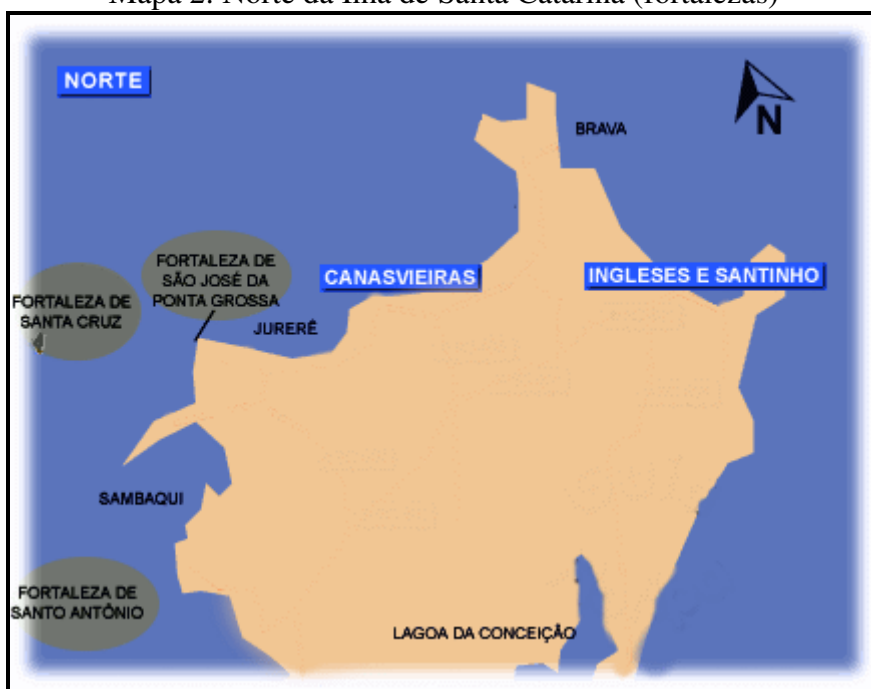 Mapa 2: Norte da Ilha de Santa Catarina (fortalezas)
NORTE
N
BRAVA
FORTALEZA DE
SÃO JOSÉ DA
PONTA GROSSA
CANASVIEIRAS
INGLESES E SANTINHO
FORTALEZA DE
SANTA CRUZ
JURERÊ
SAMBAQUI
FORTALEZA DE
SANTO ANTÔNIO
LAGOA DA CONCEIÇÃO